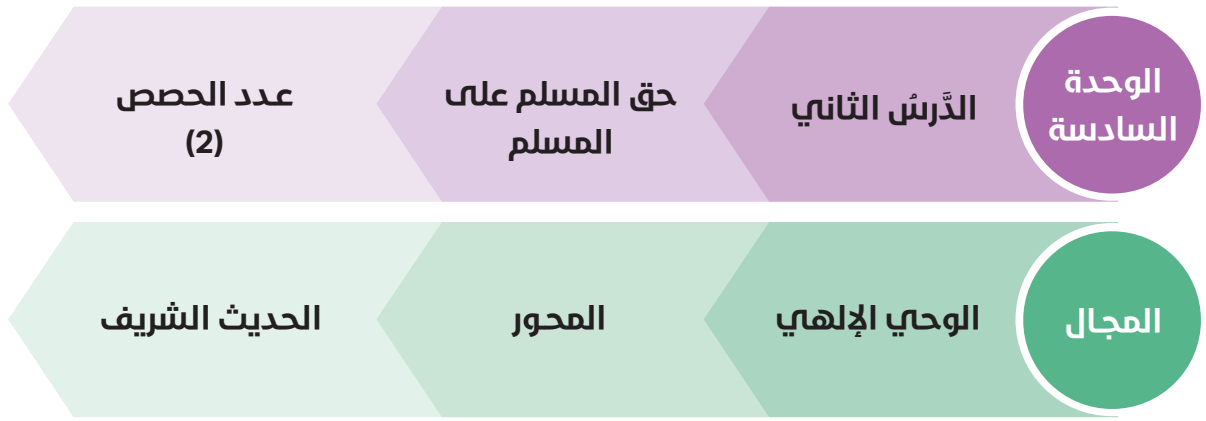 الوحدة
السادسة
الدَّرسُ الثاني
حق المسلم على
المسلم
عدد الحصص
(2)
المجال
الوحي الإلهي
المحور
الحديث الشريف